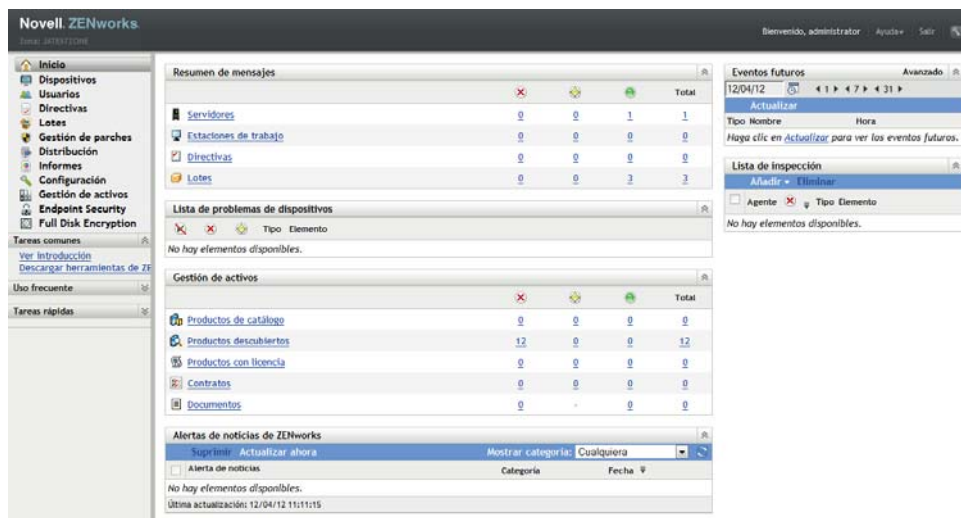 Novell ZENworks
Bienvenido, administrator Ayuda Salir
Inicio
Dispositivos
Usuarios
Directivas
Lotes
Gestión de parches
Distribución
Informes
Configuración
Gestión de activos
Endpoint Security
Full Disk Encryption
Tareas comunes
Ver introducción
Descargar herramientas de ZE
Uso frecuente
Tareas rápidas
Resumen de mensajes
Total
Servidores 0 0 1 1
Estaciones de trabajo 0 0 0 0
Directivas 0 0 0 0
Lotes 0 0 3 3
Lista de problemas de dispositivos
Tipo Elemento
No hay elementos disponibles.
Gestión de activos
Total
Productos de catálogo 0 0 0 0
Productos descubiertos 12 0 0 12
Productos con licencia 0 0 0 0
Contratos 0 0 0 0
Documentos 0 - 0 0
Alertas de noticias de ZENworks
Suprimir Actualizar ahora Mostrar categoría: Cualquiera
Alerta de noticias Categoría Fecha
No hay elementos disponibles.
Última actualización: 12/04/12 11:11:15
Eventos futuros Avanzado
12/04/12 1 7 31
Actualizar
Tipo Nombre Hora
Haga clic en Actualizar para ver los eventos futuros.
Lista de inspección
Añadir Eliminar
Agente Tipo Elemento
No hay elementos disponibles.